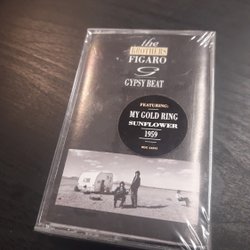 the
BROTHERS
FIGARO
GYPSY BEAT
FEATURING:
MY GOLD RING
SUNFLOWER
1959